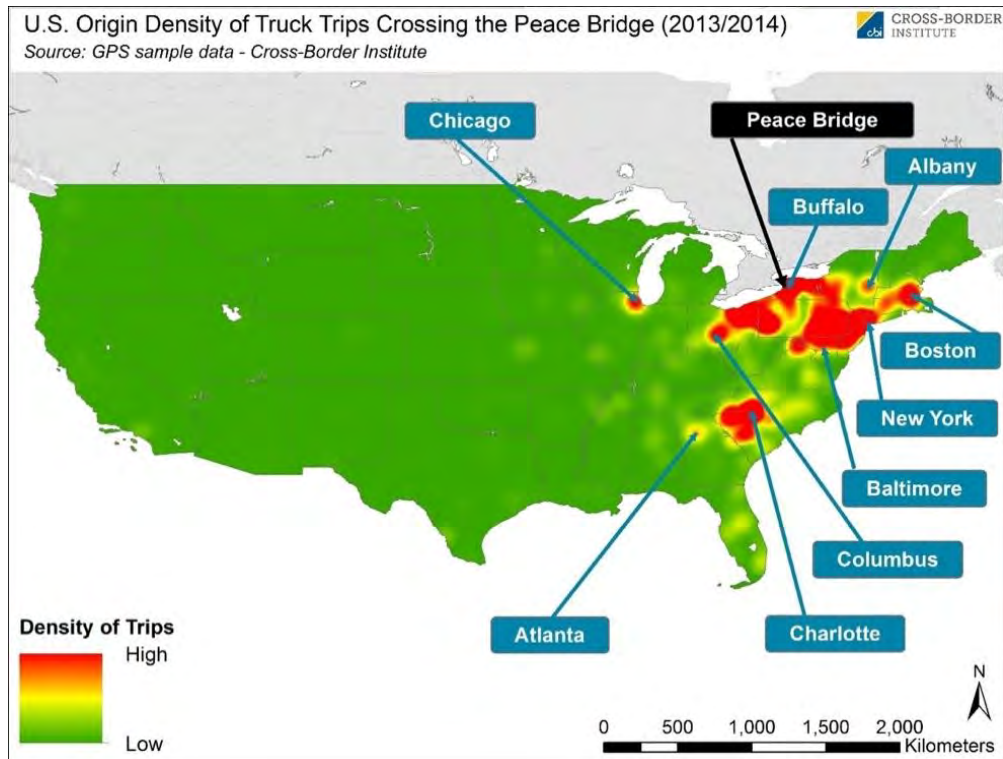 U.S. Origin Density of Truck Trips Crossing the Peace Bridge (2013/2014)
Source: GPS sample data - Cross-Border Institute
cbi
CROSS-BORDER
INSTITUTE
Chicago
Peace Bridge
Albany
Buffalo
Boston
New York
Baltimore
Columbus
Atlanta
Charlotte
Density of Trips
High
Low
N
0 500 1,000 1,500 2,000
Kilometers